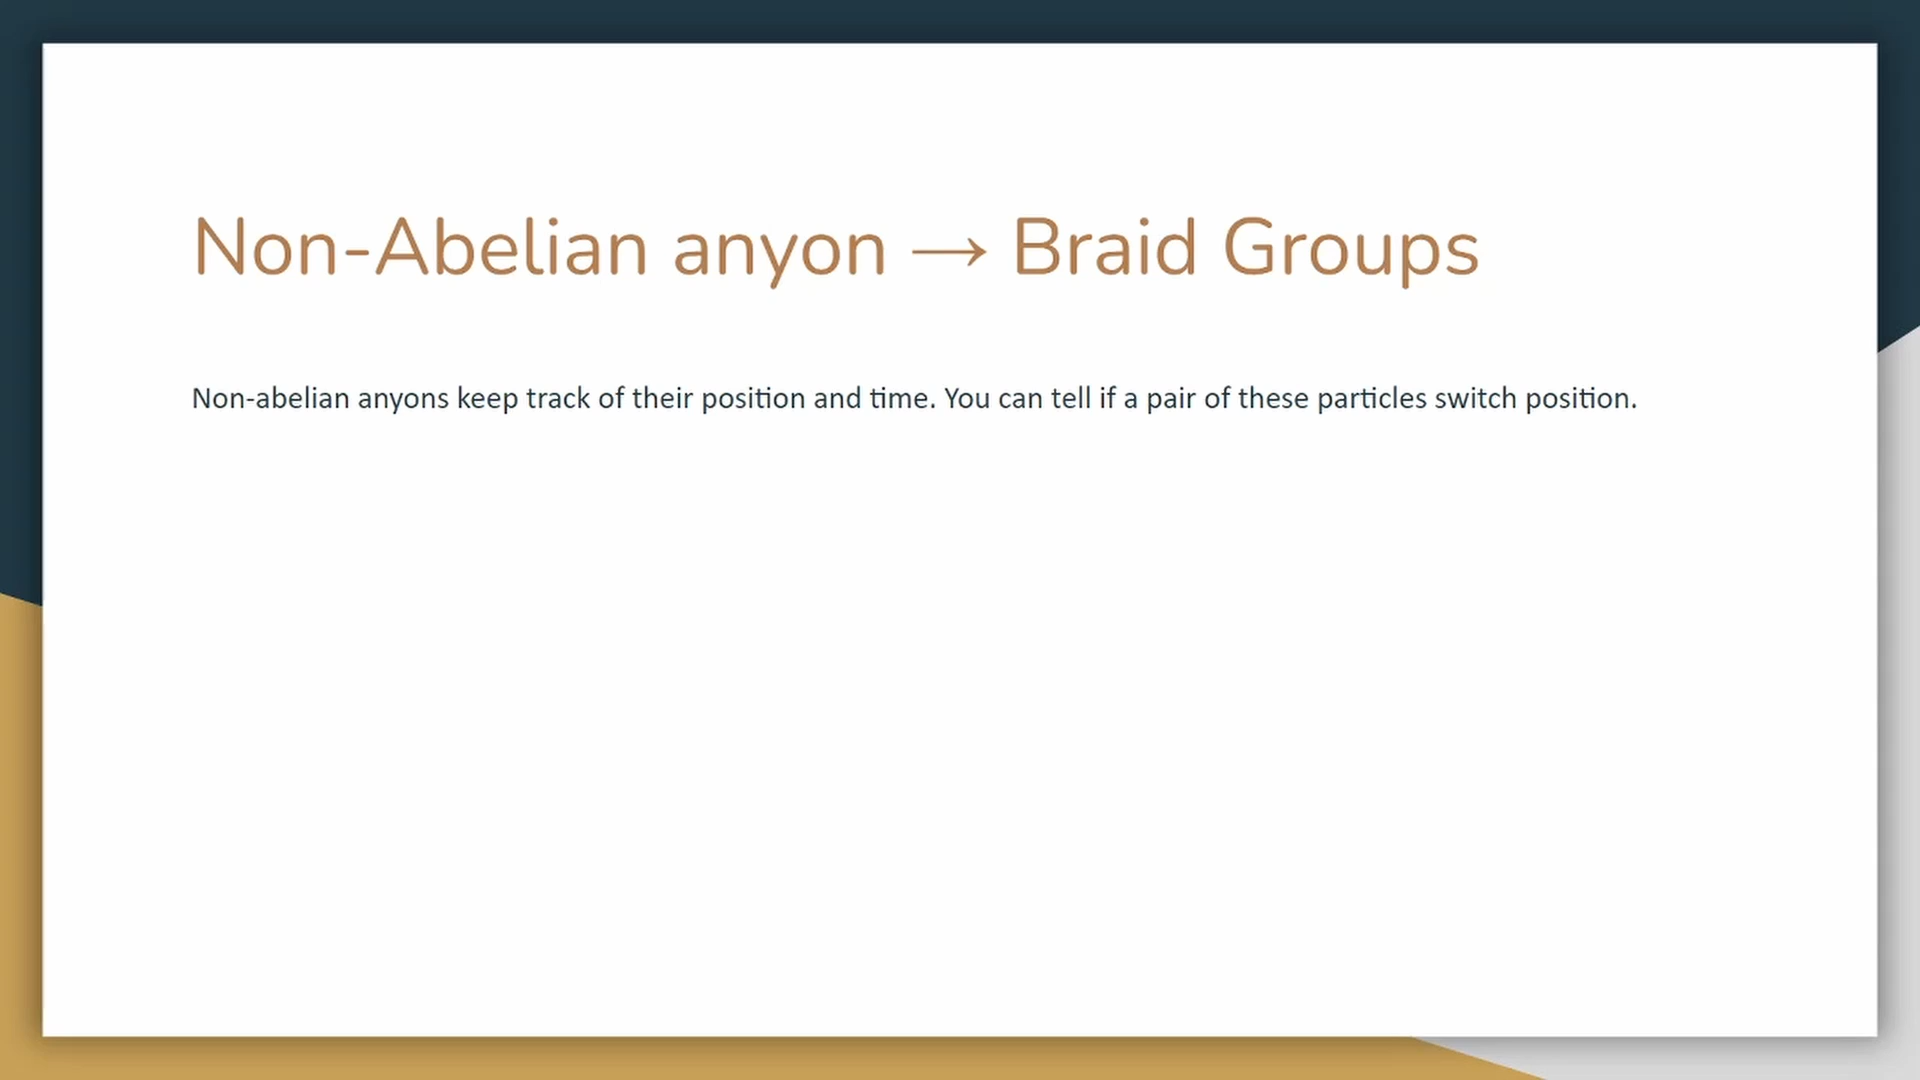 Non-Abelian anyon → Braid Groups
Non-abelian anyons keep track of their position and time. You can tell if a pair of these particles switch position.